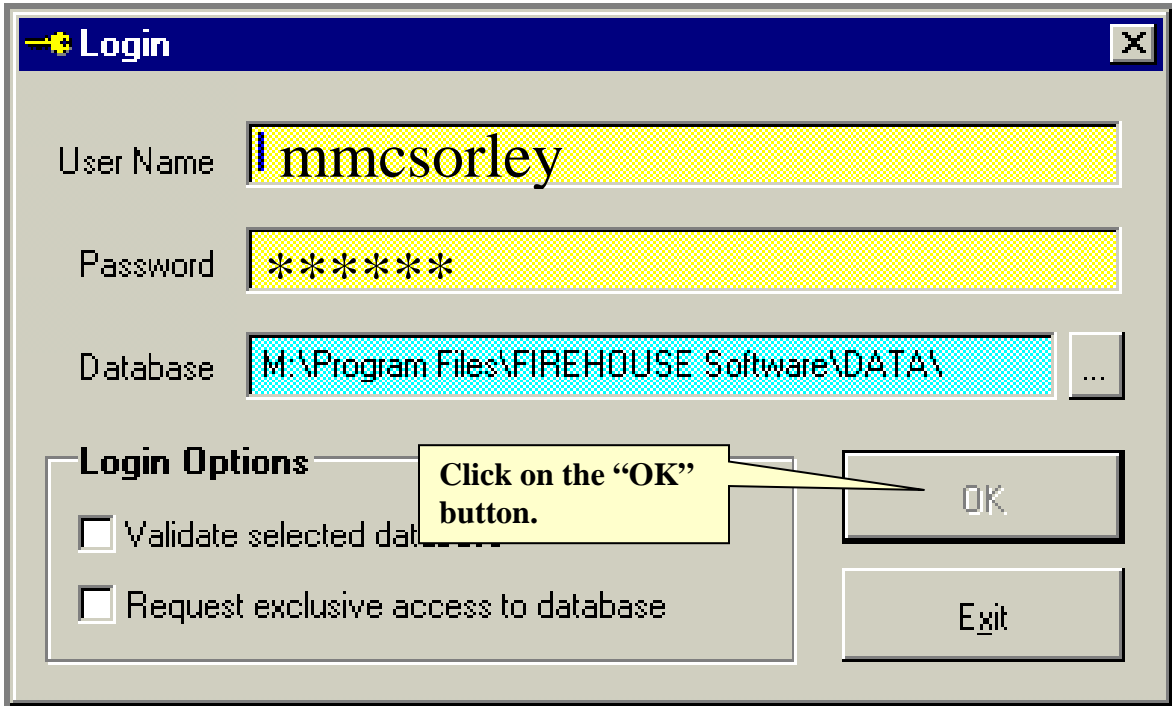 Login
User Name mmcsorley
Password ******
Database M:\Program Files\FIREHOUSE Software\DATA\ ...
Login Options
Click on the “OK”
button.
OK
Validate selected
Request exclusive access to database
Exit